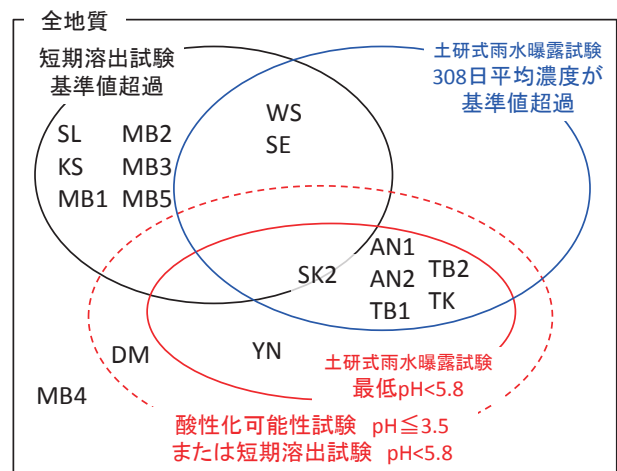 全地質
短期溶出試験
基準値超過
土研式雨水曝露試験
308日平均濃度が
基準値超過
WS
SE
SL MB2
KS MB3
MB1 MB5
AN1
SK2 AN2 TB2
TB1 TK
DM YN
MB4
土研式雨水曝露試験
最低pH<5.8
酸性化可能性試験 pH≦3.5
または短期溶出試験 pH<5.8